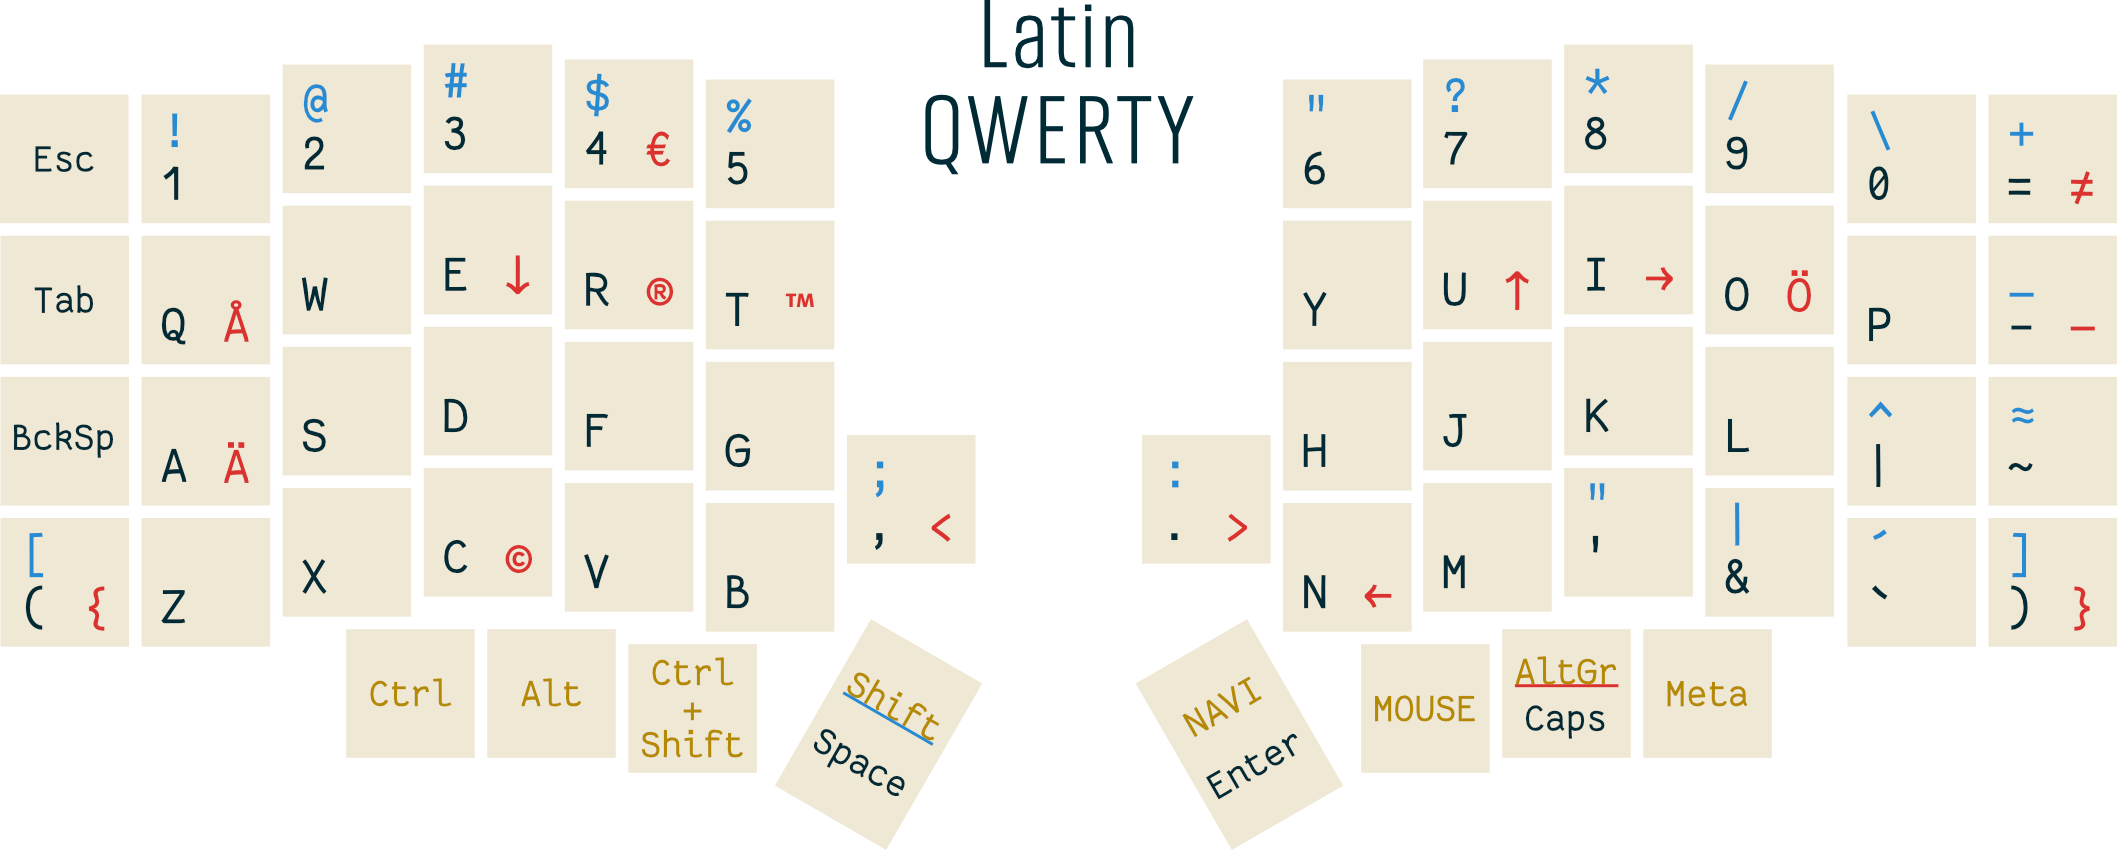 Latin
QWERTY
Esc
! 1
@ 2
# 3
$ 4 €
% 5
" 6
? 7
* 8
/ 9
\ 0
+ = ≠
Tab
Q Å
W
E ↓
R ®
T ™
Y
U ↑
I →
O Ö
P
— - –
BckSp
A Ä
S
D
F
G
; , <
: . >
H
J
K
L
^ |
≈ ~
[ ( {
Z
X
C ©
V
B
N ←
M
" '
| &
´ `
] ) }
Ctrl
Alt
Ctrl
+
Shift
Shift
Space
NAVI
Enter
MOUSE
AltGr
Caps
Meta